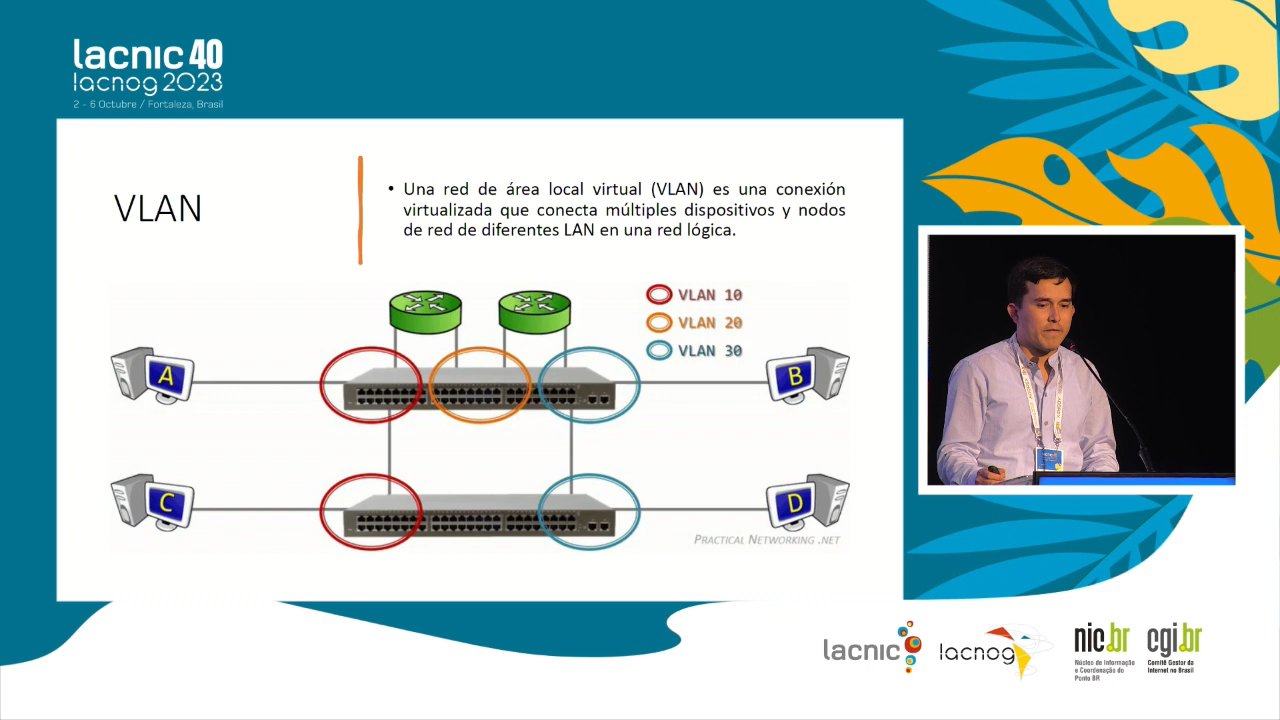 lacnic 40
lacnog 2023
2 - 6 Octubre / Fortaleza, Brasil
VLAN
• Una red de área local virtual (VLAN) es una conexión
virtualizada que conecta múltiples dispositivos y nodos
de red de diferentes LAN en una red lógica.
VLAN 10
VLAN 20
VLAN 30
A
B
C
D
PRACTICAL NETWORKING .NET
lacnic
lacnog
nic.br
Núcleo de Informação
e Coordenação do
Ponto BR
cgi.br
Comitê Gestor da
Internet no Brasil